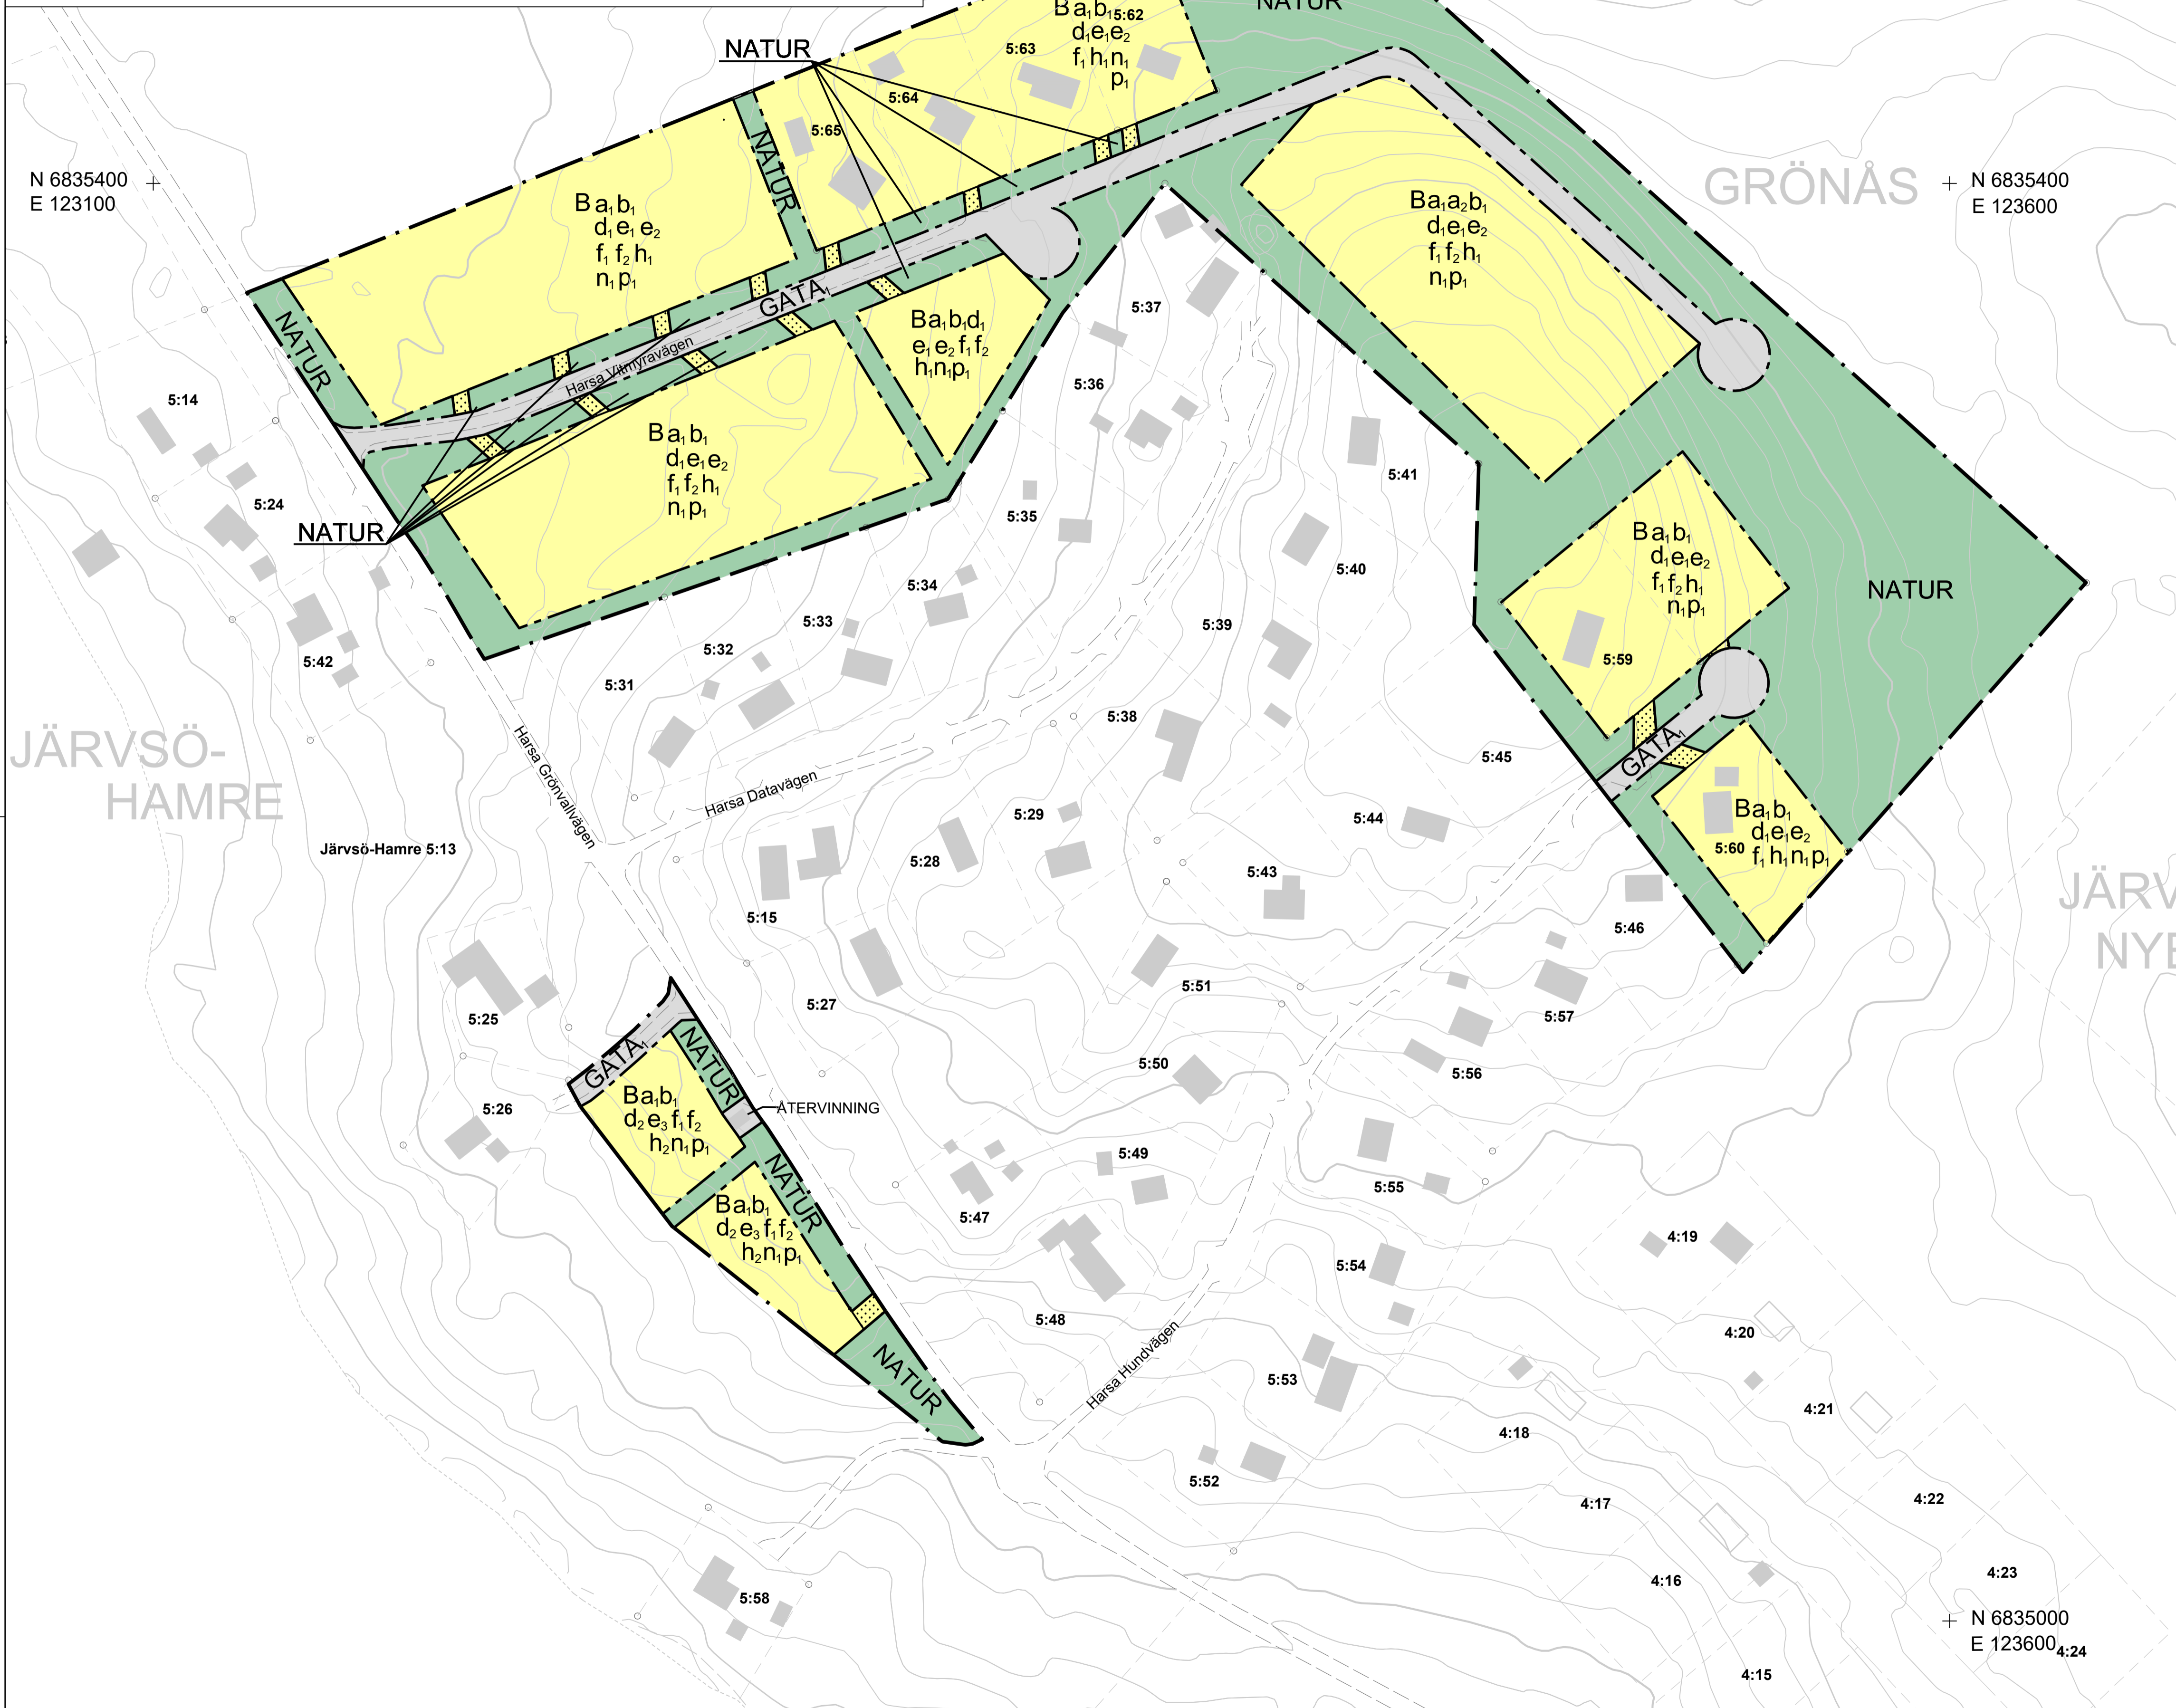 NATUR
Ba₁b₁5:62
d₁e₁e₂
f₁h₁n₁
p₁
NATUR
5:63
5:64
5:65
NATUR
N 6835400
E 123100
GRÖNÅS
N 6835400
E 123600
Ba₁b₁
d₁e₁e₂
f₁f₂h₁
n₁p₁
Ba₁a₂b₁
d₁e₁e₂
f₁f₂h₁
n₁p₁
GATA₁
Harsa Vitmyravägen
NATUR
Ba₁b₁d₁
e₁e₂f₁f₂
h₁n₁p₁
5:37
5:36
5:14
5:24
NATUR
Ba₁b₁
d₁e₁e₂
f₁f₂h₁
n₁p₁
5:35
5:41
5:40
Ba₁b₁
d₁e₁e₂
f₁f₂h₁
n₁p₁
5:59
NATUR
5:34
5:33
5:32
5:31
5:42
5:39
5:38
JÄRVSÖ-
HAMRE
Harsa Grönvallvägen
Harsa Datavägen
5:45
GATA₁
Järvsö-Hamre 5:13
5:29
5:28
5:44
5:43
Ba₁b₁
d₁e₁e₂
5:60 f₁h₁n₁p₁
JÄRV
NYB
5:15
5:46
5:27
5:51
5:57
5:25
5:50
5:56
GATA₁
NATUR
Ba₁b₁
d₂e₃f₁f₂
h₂n₁p₁
ÅTERVINNING
5:26
5:49
5:55
NATUR
Ba₁b₁
d₂e₃f₁f₂
h₂n₁p₁
5:47
4:19
5:54
5:48
4:20
NATUR
Harsa Hundvägen
5:53
4:21
4:18
5:52
4:17
4:22
4:16
4:23
5:58
N 6835000
E 123600
4:24
4:15